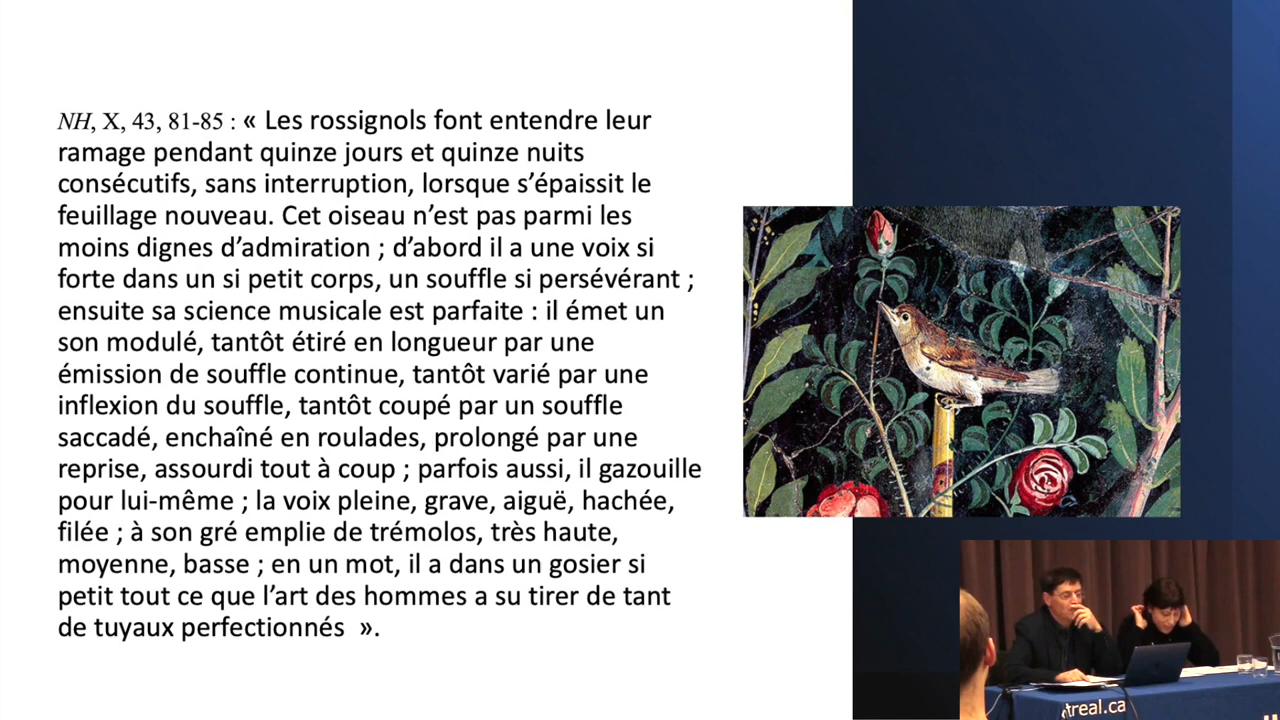 NH, X, 43, 81-85 : « Les rossignols font entendre leur
ramage pendant quinze jours et quinze nuits
consécutifs, sans interruption, lorsque s’épaissit le
feuillage nouveau. Cet oiseau n’est pas parmi les
moins dignes d’admiration ; d’abord il a une voix si
forte dans un si petit corps, un souffle si persévérant ;
ensuite sa science musicale est parfaite : il émet un
son modulé, tantôt étiré en longueur par une
émission de souffle continue, tantôt varié par une
inflexion du souffle, tantôt coupé par un souffle
saccadé, enchaîné en roulades, prolongé par une
reprise, assourdi tout à coup ; parfois aussi, il gazouille
pour lui-même ; la voix pleine, grave, aiguë, hachée,
filée ; à son gré emplie de trémolos, très haute,
moyenne, basse ; en un mot, il a dans un gosier si
petit tout ce que l’art des hommes a su tirer de tant
de tuyaux perfectionnés  ».
treal.ca